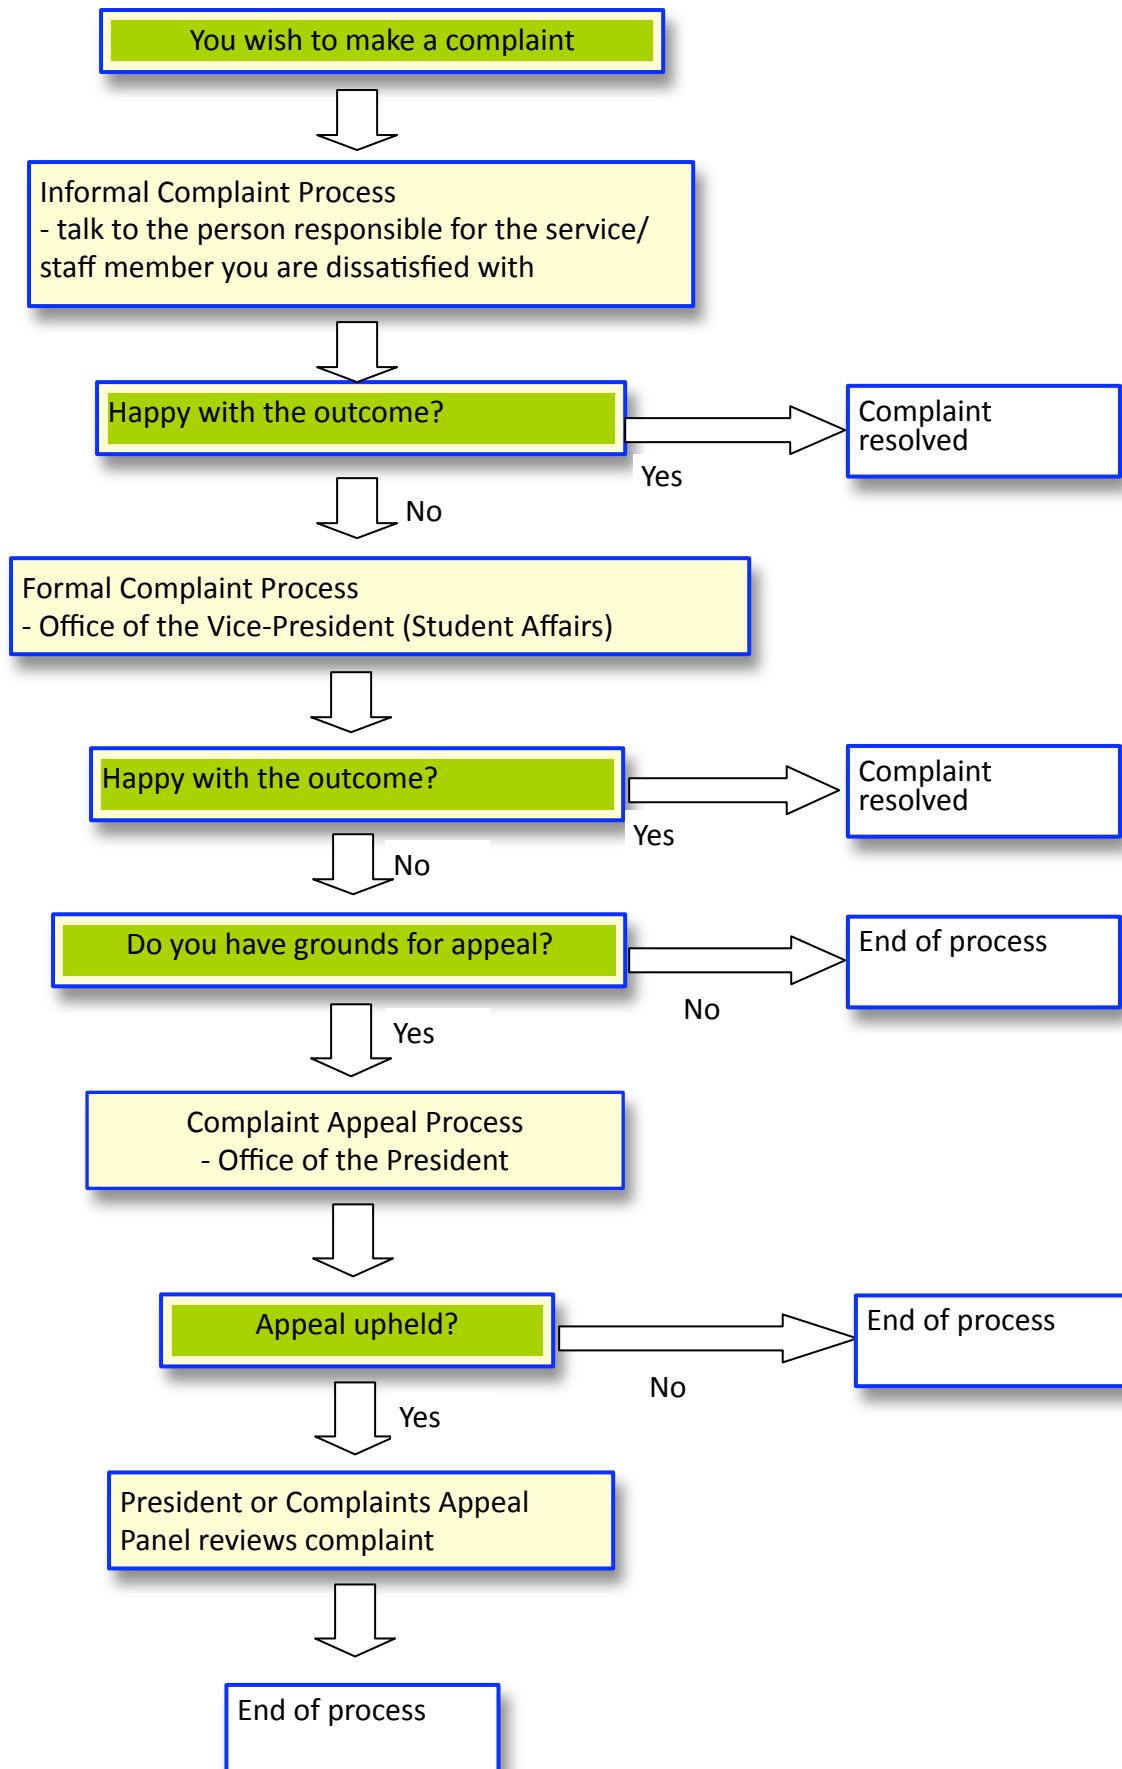 You wish to make a complaint
Informal Complaint Process
- talk to the person responsible for the service/
staff member you are dissatisfied with
Happy with the outcome?
Complaint
resolved
Yes
No
Formal Complaint Process
- Office of the Vice-President (Student Affairs)
Happy with the outcome?
Complaint
resolved
Yes
No
Do you have grounds for appeal?
End of process
No
Yes
Complaint Appeal Process
- Office of the President
Appeal upheld?
End of process
No
Yes
President or Complaints Appeal
Panel reviews complaint
End of process